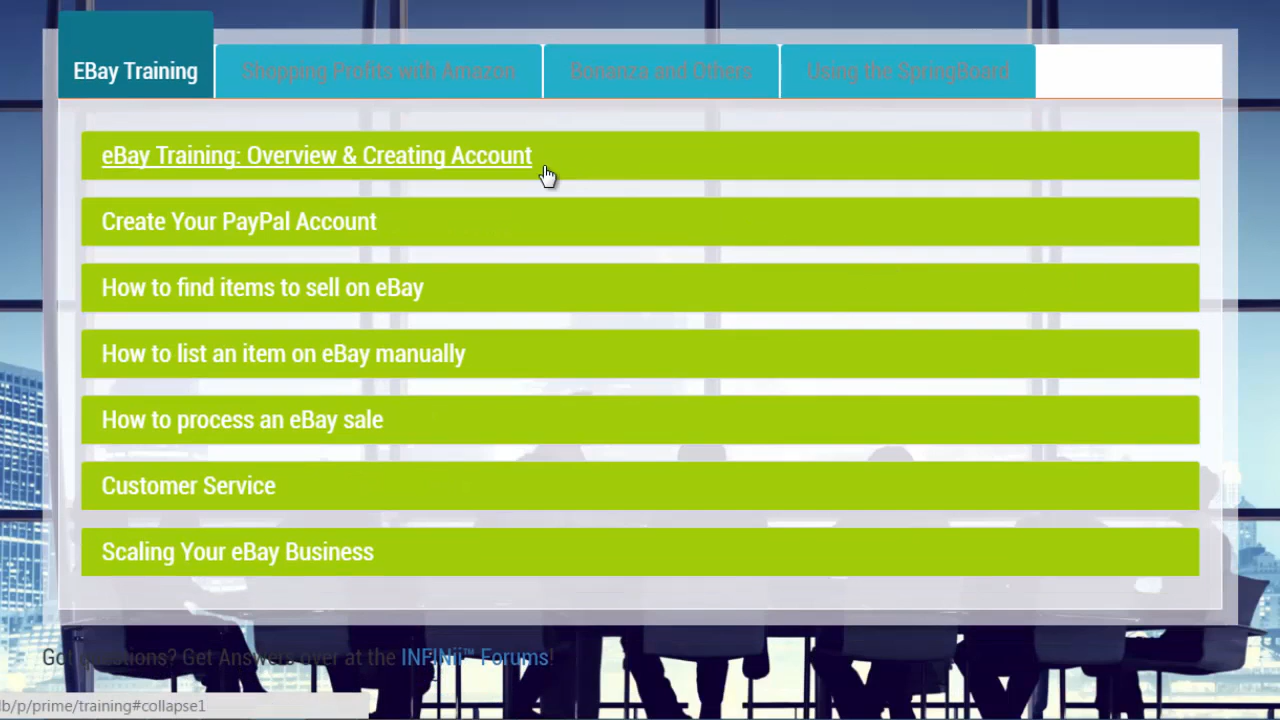 EBay Training
Shopping Profits with Amazon
Bonanza and Others
Using the SpringBoard
eBay Training: Overview & Creating Account
Create Your PayPal Account
How to find items to sell on eBay
How to list an item on eBay manually
How to process an eBay sale
Customer Service
Scaling Your eBay Business
Got questions? Get Answers over at the INFINii™ Forums!
lb/p/prime/training#collapse1